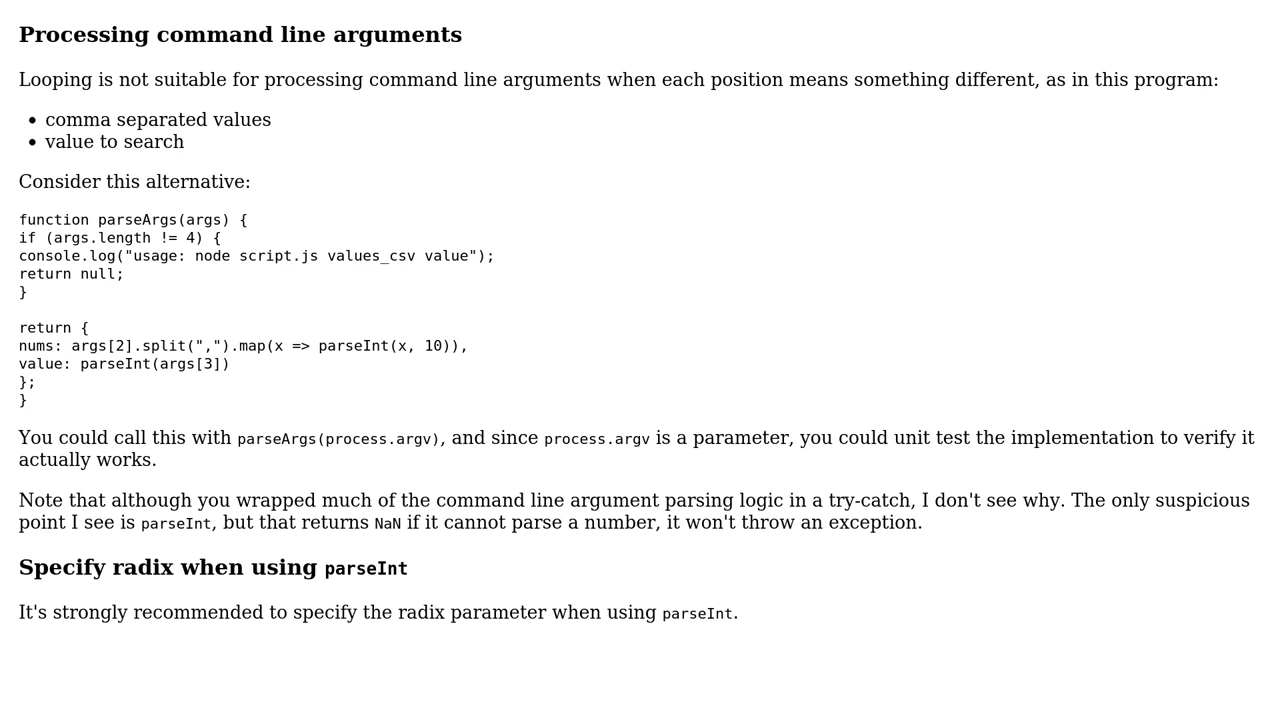 Processing command line arguments
Looping is not suitable for processing command line arguments when each position means something different, as in this program:
• comma separated values
• value to search
Consider this alternative:
function parseArgs(args) {
if (args.length != 4) {
console.log("usage: node script.js values_csv value");
return null;
}
return {
nums: args[2].split(",").map(x => parseInt(x, 10)),
value: parseInt(args[3])
};
}
You could call this with parseArgs(process.argv), and since process.argv is a parameter, you could unit test the implementation to verify it
actually works.
Note that although you wrapped much of the command line argument parsing logic in a try-catch, I don't see why. The only suspicious
point I see is parseInt, but that returns NaN if it cannot parse a number, it won't throw an exception.
Specify radix when using parseInt
It's strongly recommended to specify the radix parameter when using parseInt.